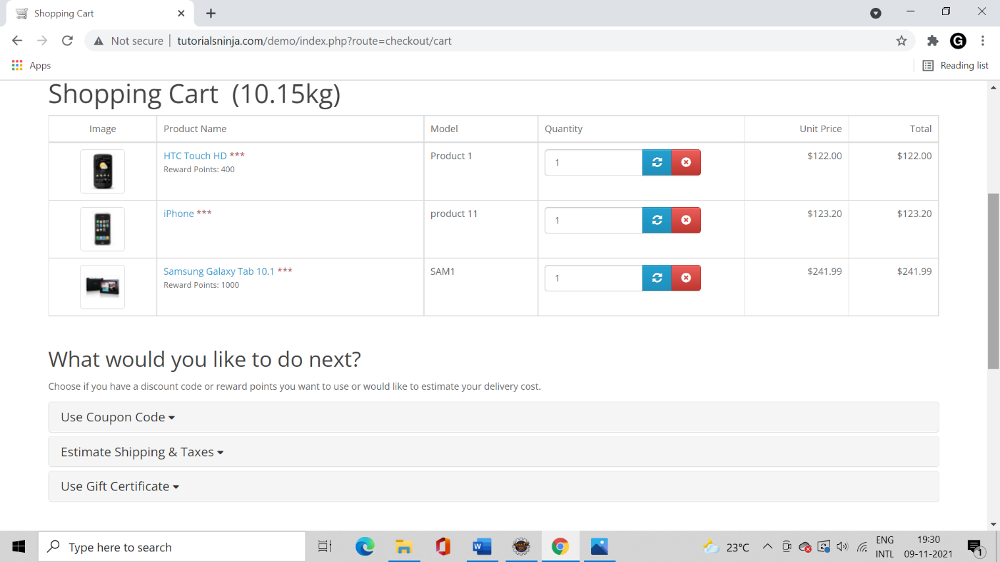 Shopping Cart
Not secure | tutorialsninja.com/demo/index.php?route=checkout/cart
G
Apps
Reading list
Shopping Cart (10.15kg)
Image Product Name Model Quantity Unit Price Total
HTC Touch HD *** Product 1 1 $122.00 $122.00
Reward Points: 400
iPhone *** product 11 1 $123.20 $123.20
Samsung Galaxy Tab 10.1 *** SAM1 1 $241.99 $241.99
Reward Points: 1000
What would you like to do next?
Choose if you have a discount code or reward points you want to use or would like to estimate your delivery cost.
Use Coupon Code
Estimate Shipping & Taxes
Use Gift Certificate
Type here to search
W
23°C
ENG
INTL
19:30
09-11-2021
1